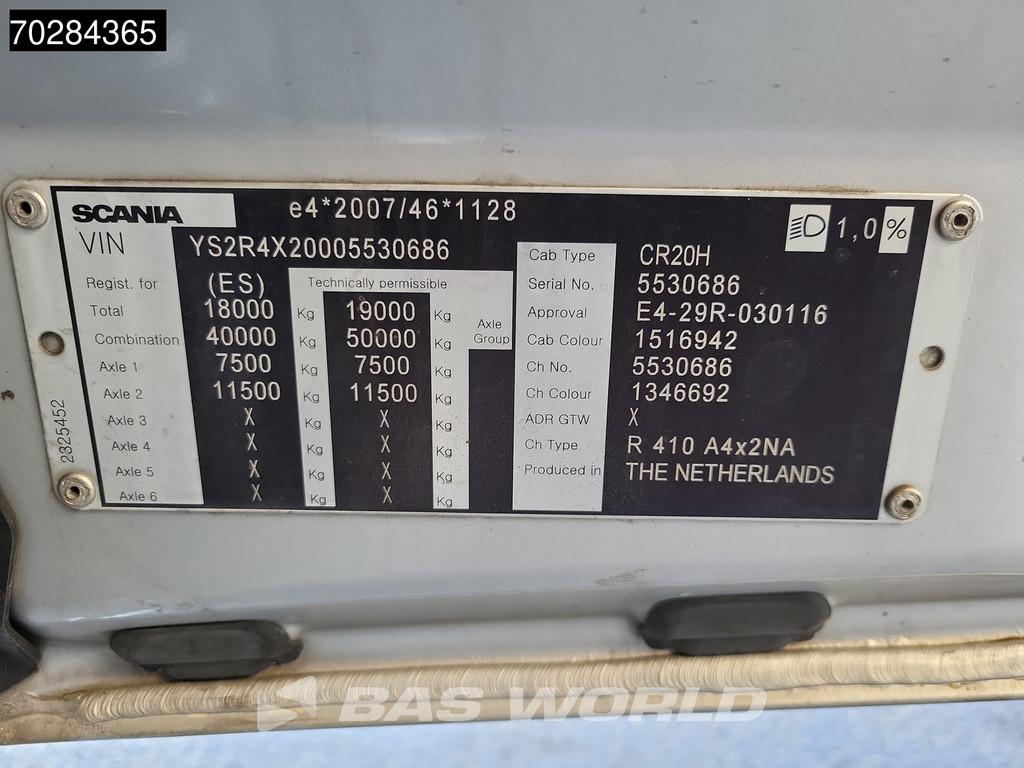 70284365
SCANIA e4*2007/46*1128
1,0 %
VIN YS2R4X20005530686
Regist. for (ES) Technically permissible
Total 18000 Kg 19000 Kg
Combination 40000 Kg 50000 Kg Axle Group
Axle 1 7500 Kg 7500 Kg
Axle 2 11500 Kg 11500 Kg
Axle 3 X Kg X Kg
Axle 4 X Kg X Kg
Axle 5 X Kg X Kg
Axle 6 X Kg X Kg
2325452
Cab Type CR20H
Serial No. 5530686
Approval E4-29R-030116
Cab Colour 1516942
Ch No. 5530686
Ch Colour 1346692
ADR GTW X
Ch Type R 410 A4x2NA
Produced in THE NETHERLANDS
BAS WORLD